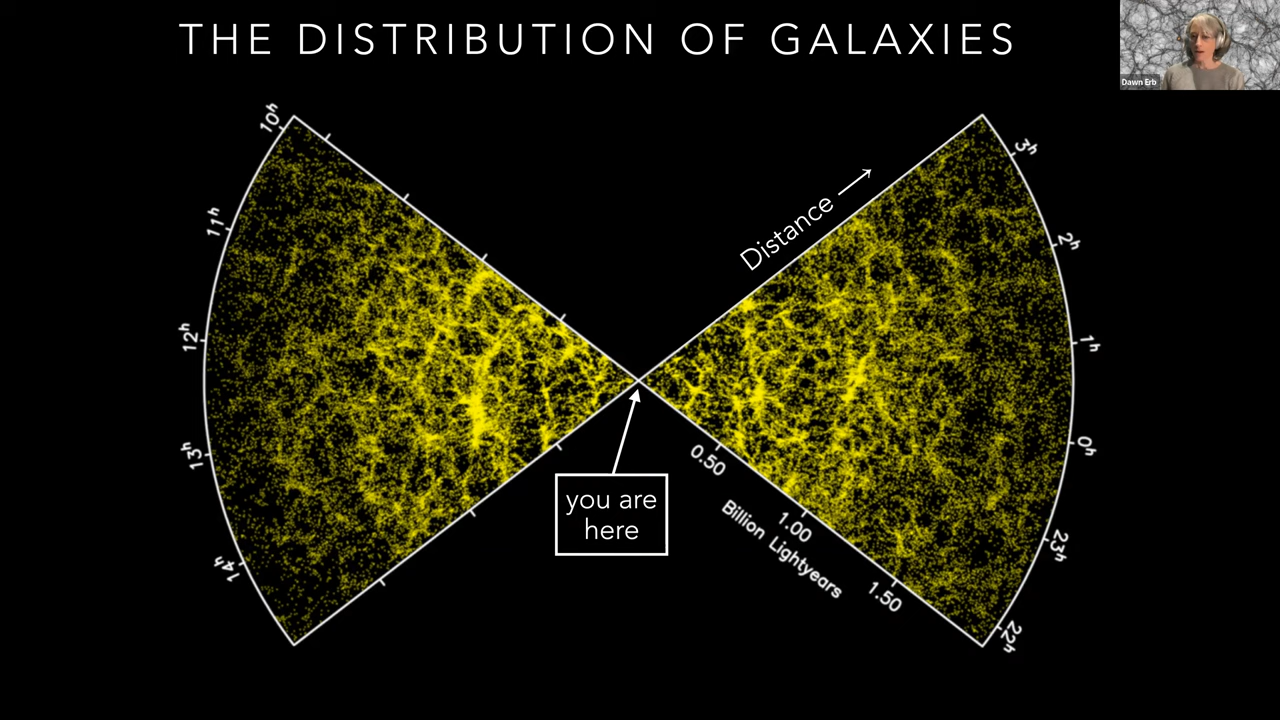 THE DISTRIBUTION OF GALAXIES
Dawn Erb
10h
11h
12h
13h
14h
3h
2h
1h
0h
23h
22h
Distance →
you are
here
0.50
1.00
1.50
Billion Lightyears